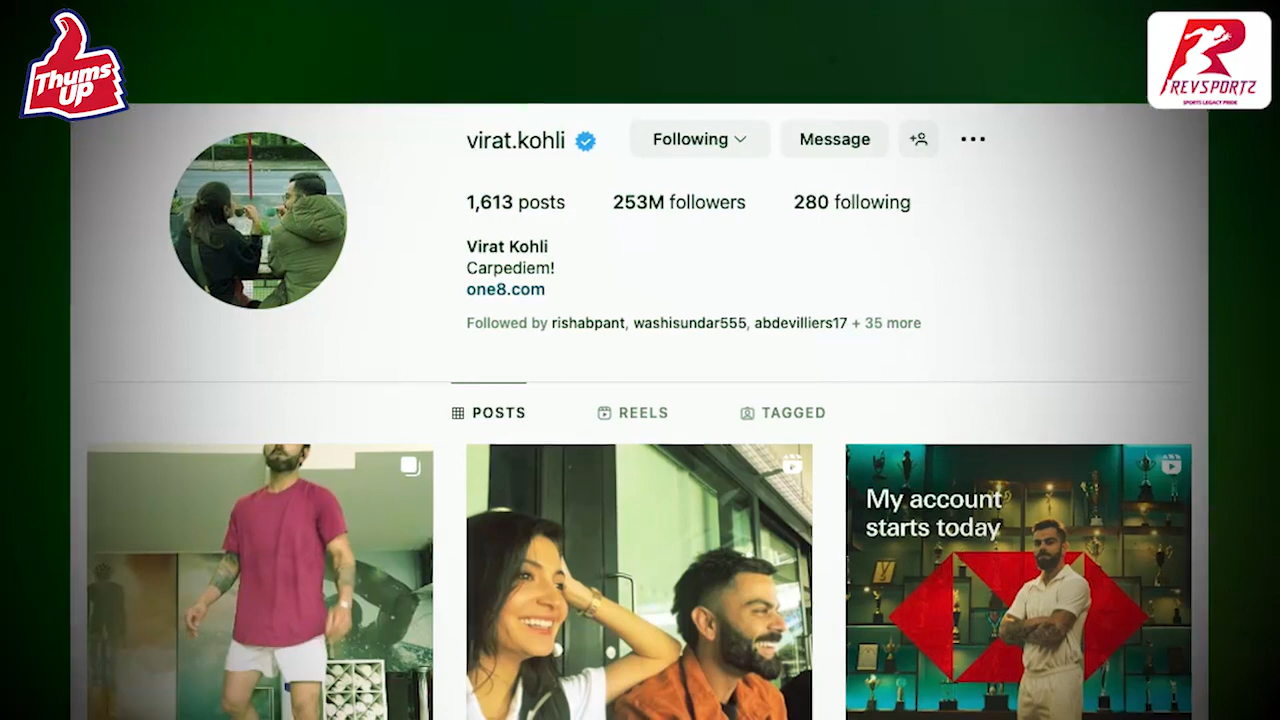 Thums
UP
REVSPORTZ
SPORTS LEGACY PRIDE
virat.kohli
Following
Message
1,613 posts
253M followers
280 following
Virat Kohli
Carpediem!
one8.com
Followed by rishabpant, washisundar555, abdevilliers17 + 35 more
POSTS
REELS
TAGGED
My account
starts today